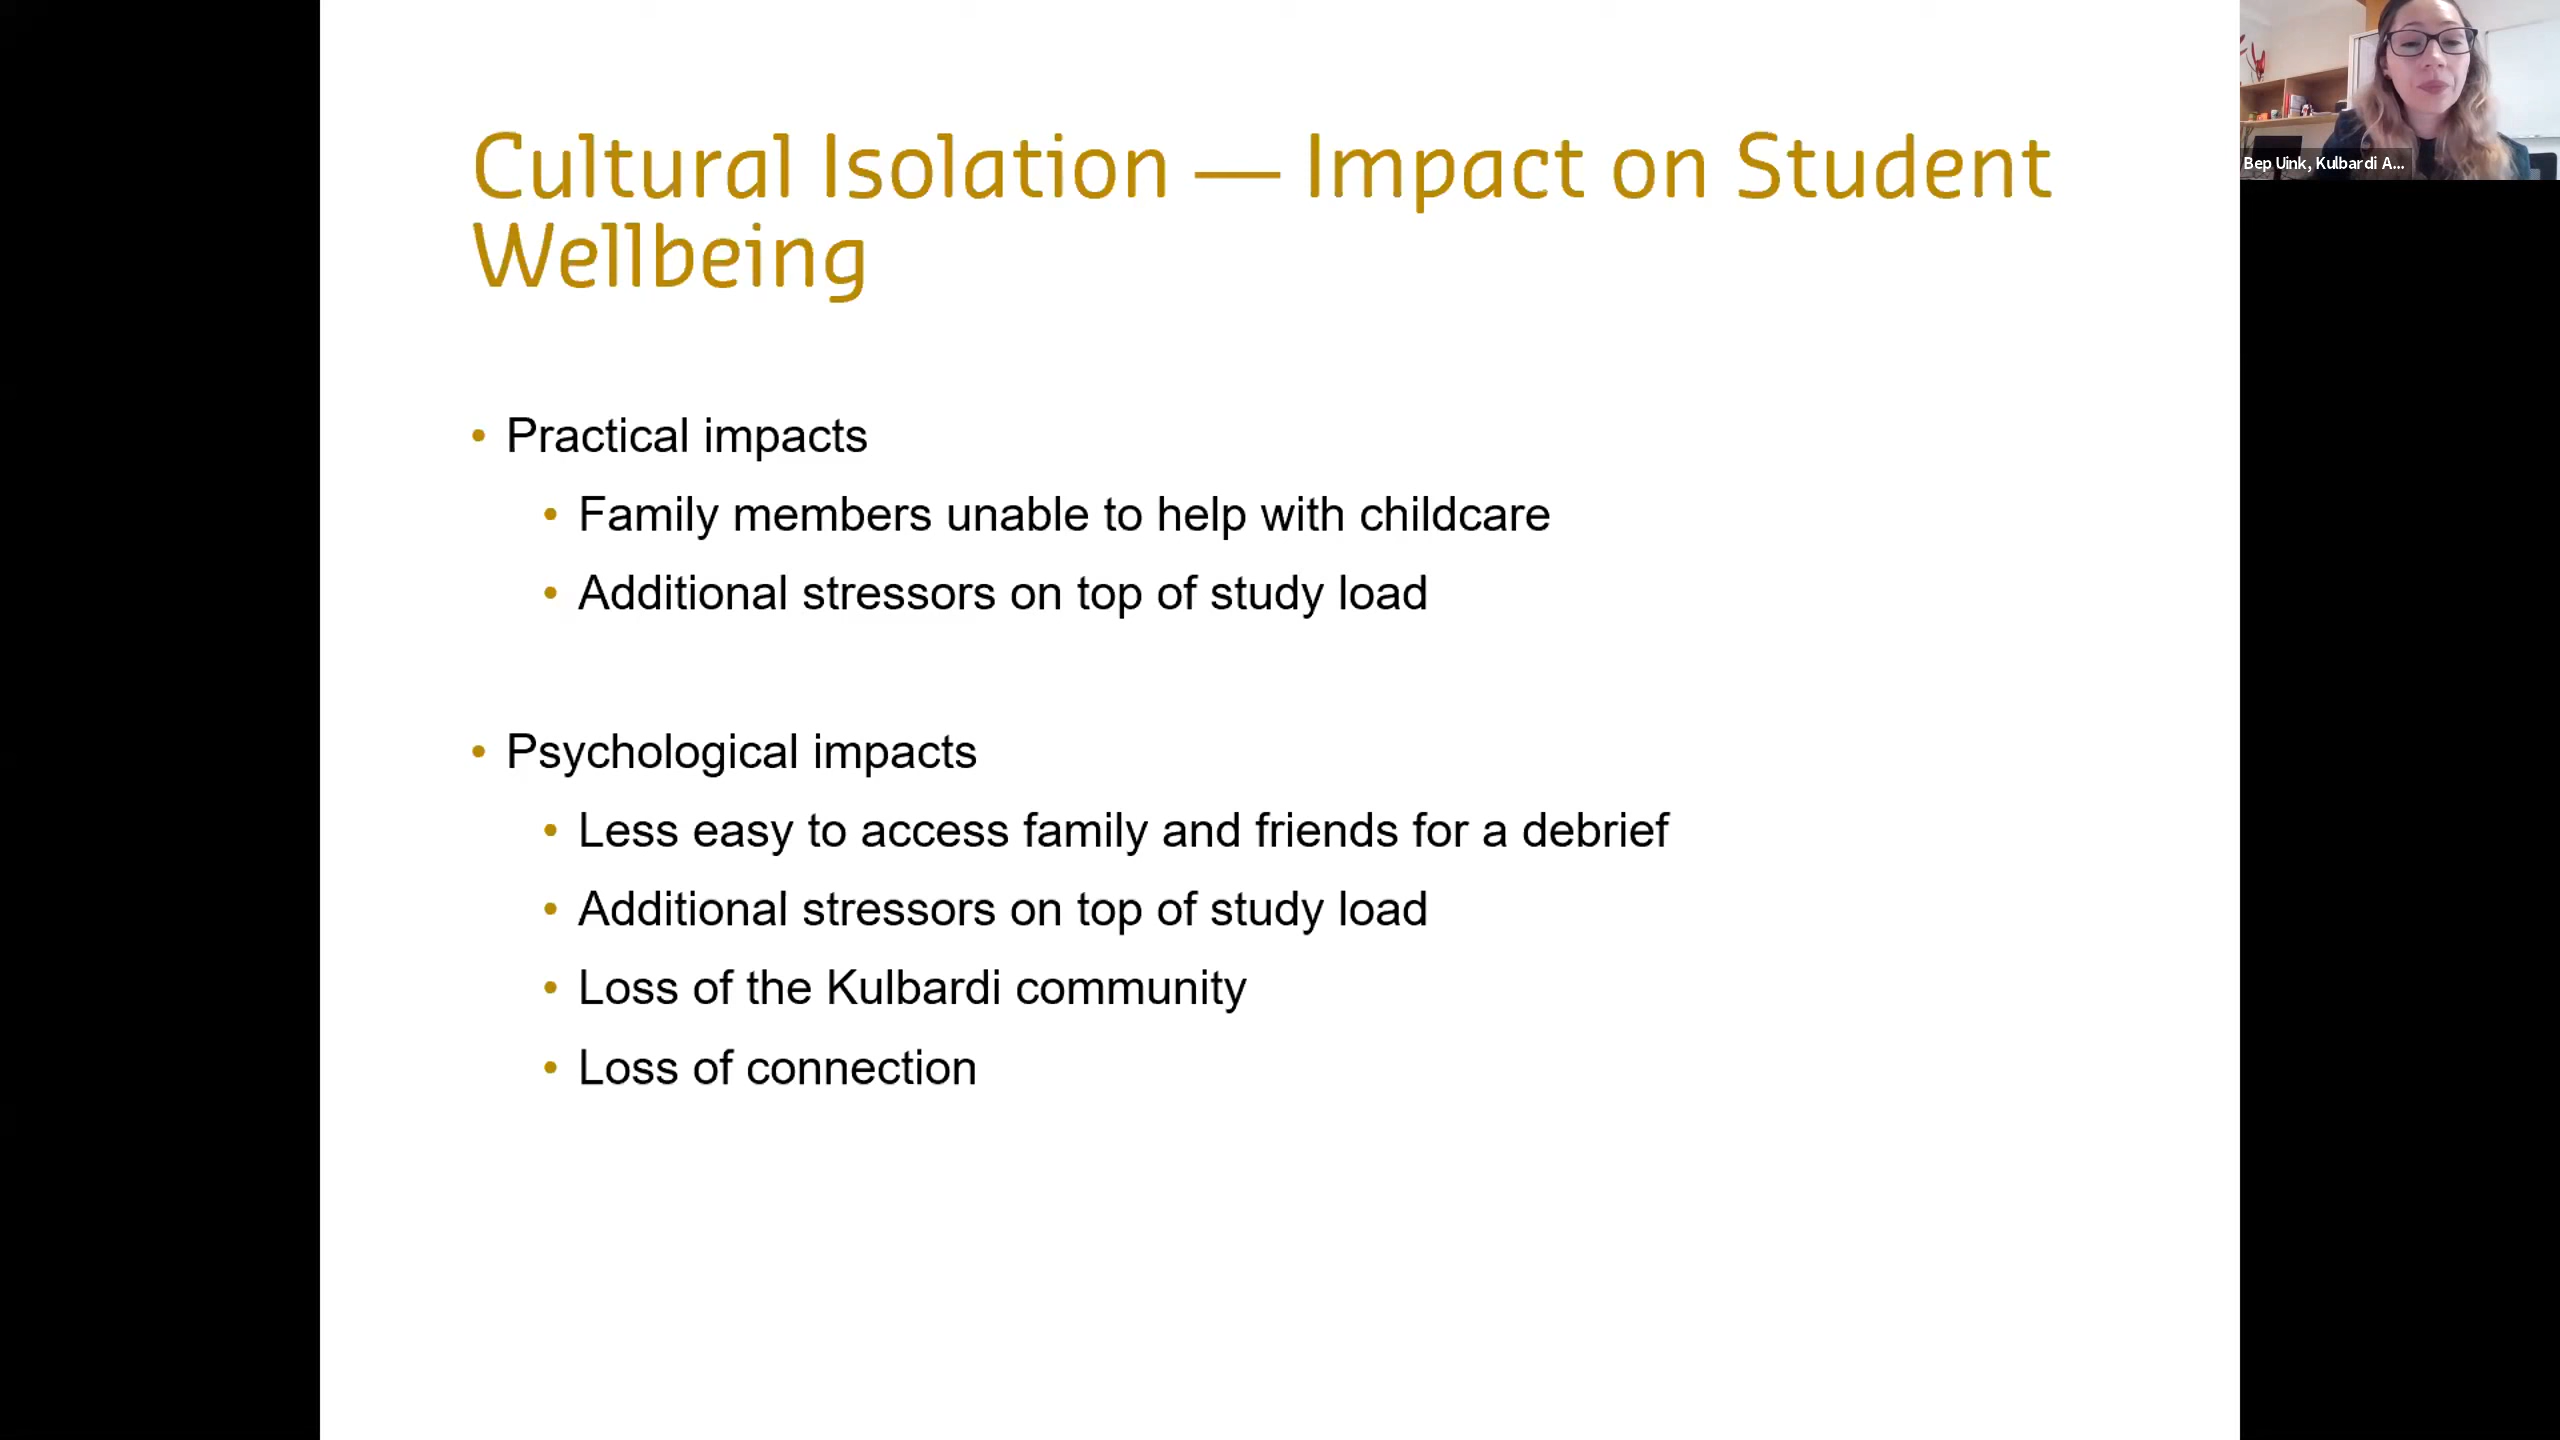 Cultural Isolation — Impact on Student
Wellbeing
• Practical impacts
• Family members unable to help with childcare
• Additional stressors on top of study load
• Psychological impacts
• Less easy to access family and friends for a debrief
• Additional stressors on top of study load
• Loss of the Kulbardi community
• Loss of connection
Bep Uink, Kulbardi A...